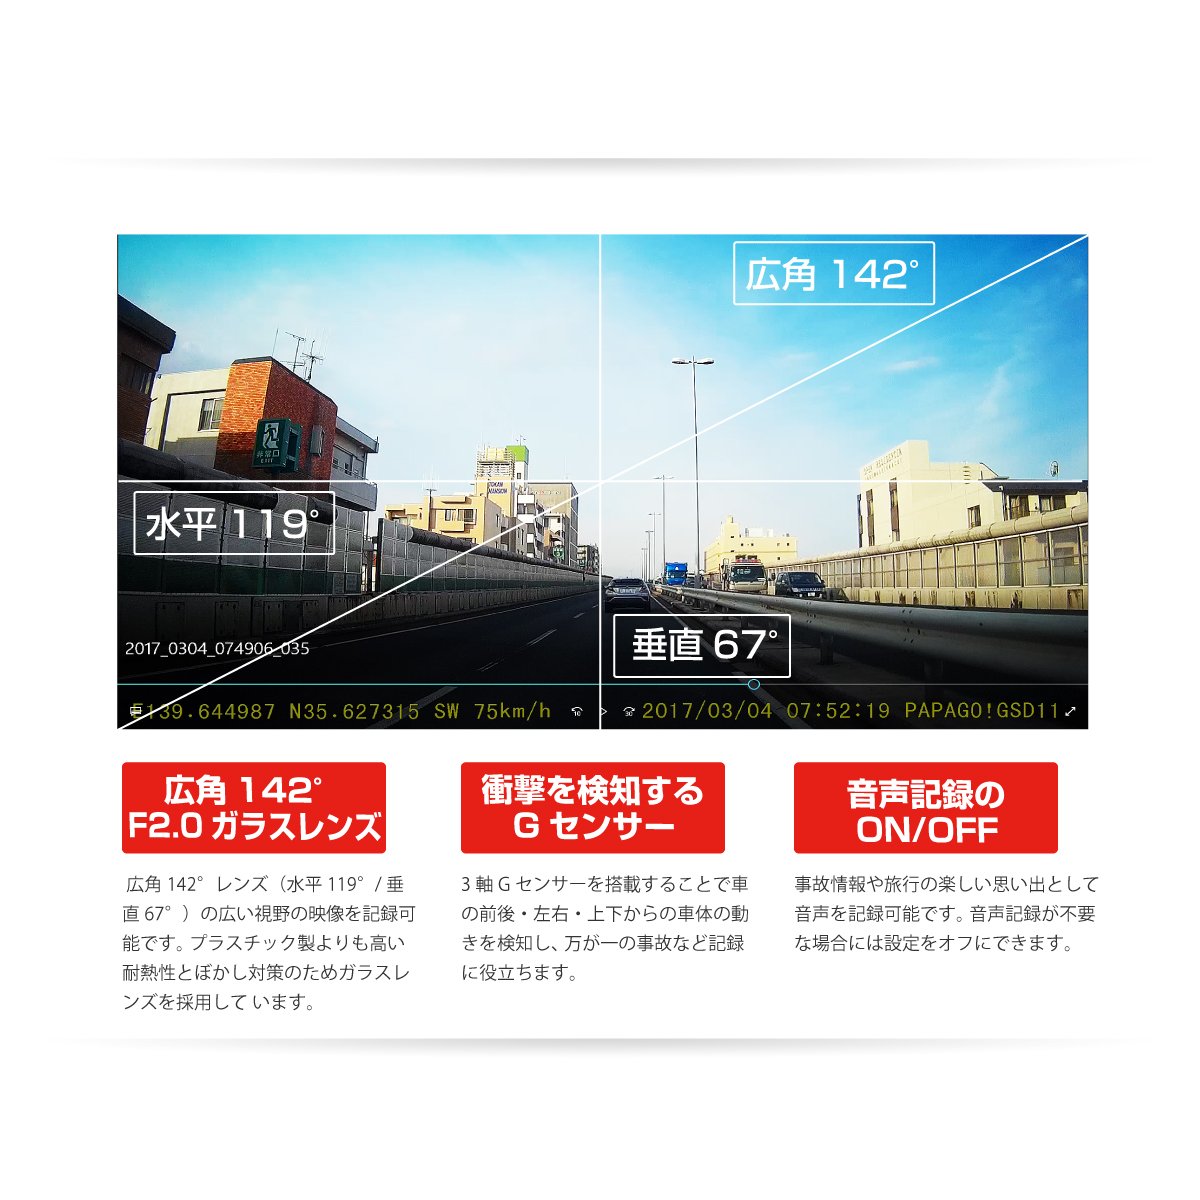 広角 142°
非常口
TOKAN
MANSION
水平 119°
垂直 67°
2017_0304_074906_035
E139.644987 N35.627315 SW 75km/h
10
30
2017/03/04 07:52:19 PAPAGO!GSD11
広角 142°
F2.0 ガラスレンズ
広角 142°レンズ（水平 119°/ 垂
直 67°）の広い視野の映像を記録可
能です。プラスチック製よりも高い
耐熱性とぼかし対策のためガラスレ
ンズを採用して います。
衝撃を検知する
G センサー
3 軸 G センサーを搭載することで車
の前後・左右・上下からの車体の動
きを検知し、万が一の事故など記録
に役立ちます。
音声記録の
ON/OFF
事故情報や旅行の楽しい思い出として
音声を記録可能です。音声記録が不要
な場合には設定をオフにできます。